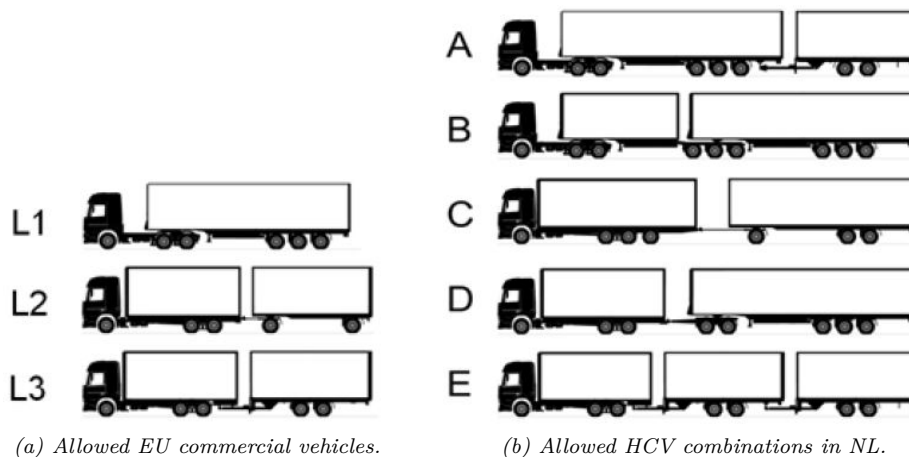 A
B
C
D
E
L1
L2
L3
(a) Allowed EU commercial vehicles.
(b) Allowed HCV combinations in NL.